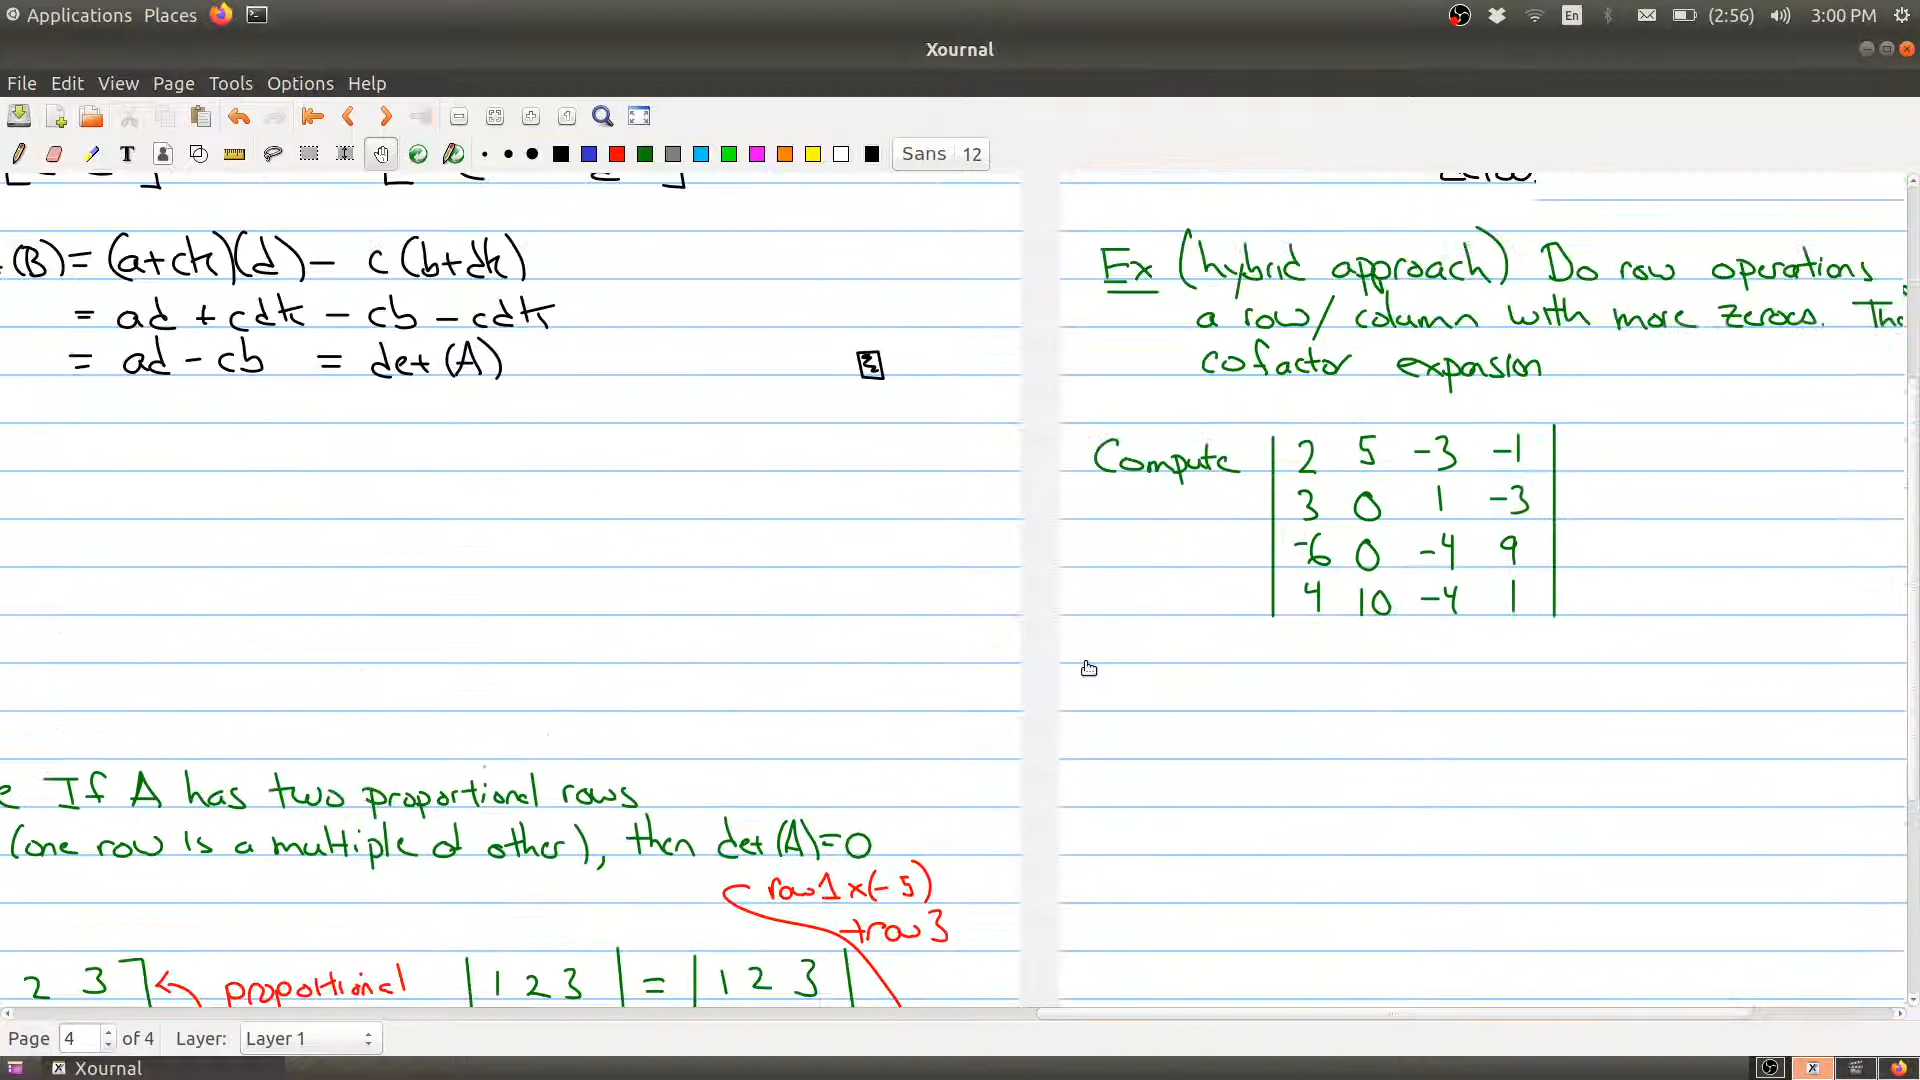 Applications Places En (2:56) 3:00 PM
Xournal
File Edit View Page Tools Options Help
Sans 12
(B)= (a+ck)(d) - c(b+dk)
= ad + cdk - cb - cdk
= ad - cb = det(A)
If A has two proportional rows
(one row is a multiple of other), then det(A)=0
row1x(-5)
+row3
2 3] proportional |1 2 3| = |1 2 3|
Ex (hybrid approach) Do row operations
a row/column with more zeroes.
cofactor expansion
Compute | 2 5 -3 -1 |
| 3 0 1 -3 |
| -6 0 -4 9 |
| 4 10 -4 1 |
Page 4 of 4 Layer: Layer 1
Xournal